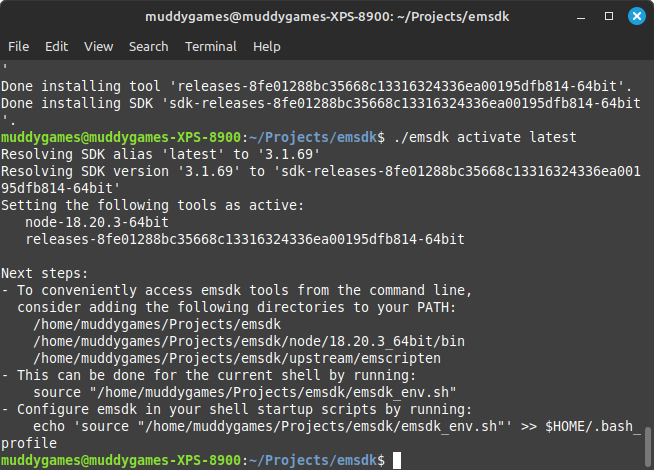 muddygames@muddygames-XPS-8900: ~/Projects/emsdk
File Edit View Search Terminal Help
'
Done installing tool 'releases-8fe01288bc35668c13316324336ea00195dfb814-64bit'.
Done installing SDK 'sdk-releases-8fe01288bc35668c13316324336ea00195dfb814-64bit
'.
muddygames@muddygames-XPS-8900:~/Projects/emsdk$ ./emsdk activate latest
Resolving SDK alias 'latest' to '3.1.69'
Resolving SDK version '3.1.69' to 'sdk-releases-8fe01288bc35668c13316324336ea001
95dfb814-64bit'
Setting the following tools as active:
   node-18.20.3-64bit
   releases-8fe01288bc35668c13316324336ea00195dfb814-64bit

Next steps:
- To conveniently access emsdk tools from the command line,
  consider adding the following directories to your PATH:
    /home/muddygames/Projects/emsdk
    /home/muddygames/Projects/emsdk/node/18.20.3_64bit/bin
    /home/muddygames/Projects/emsdk/upstream/emscripten
- This can be done for the current shell by running:
    source "/home/muddygames/Projects/emsdk/emsdk_env.sh"
- Configure emsdk in your shell startup scripts by running:
    echo 'source "/home/muddygames/Projects/emsdk/emsdk_env.sh"' >> $HOME/.bash_
profile
muddygames@muddygames-XPS-8900:~/Projects/emsdk$